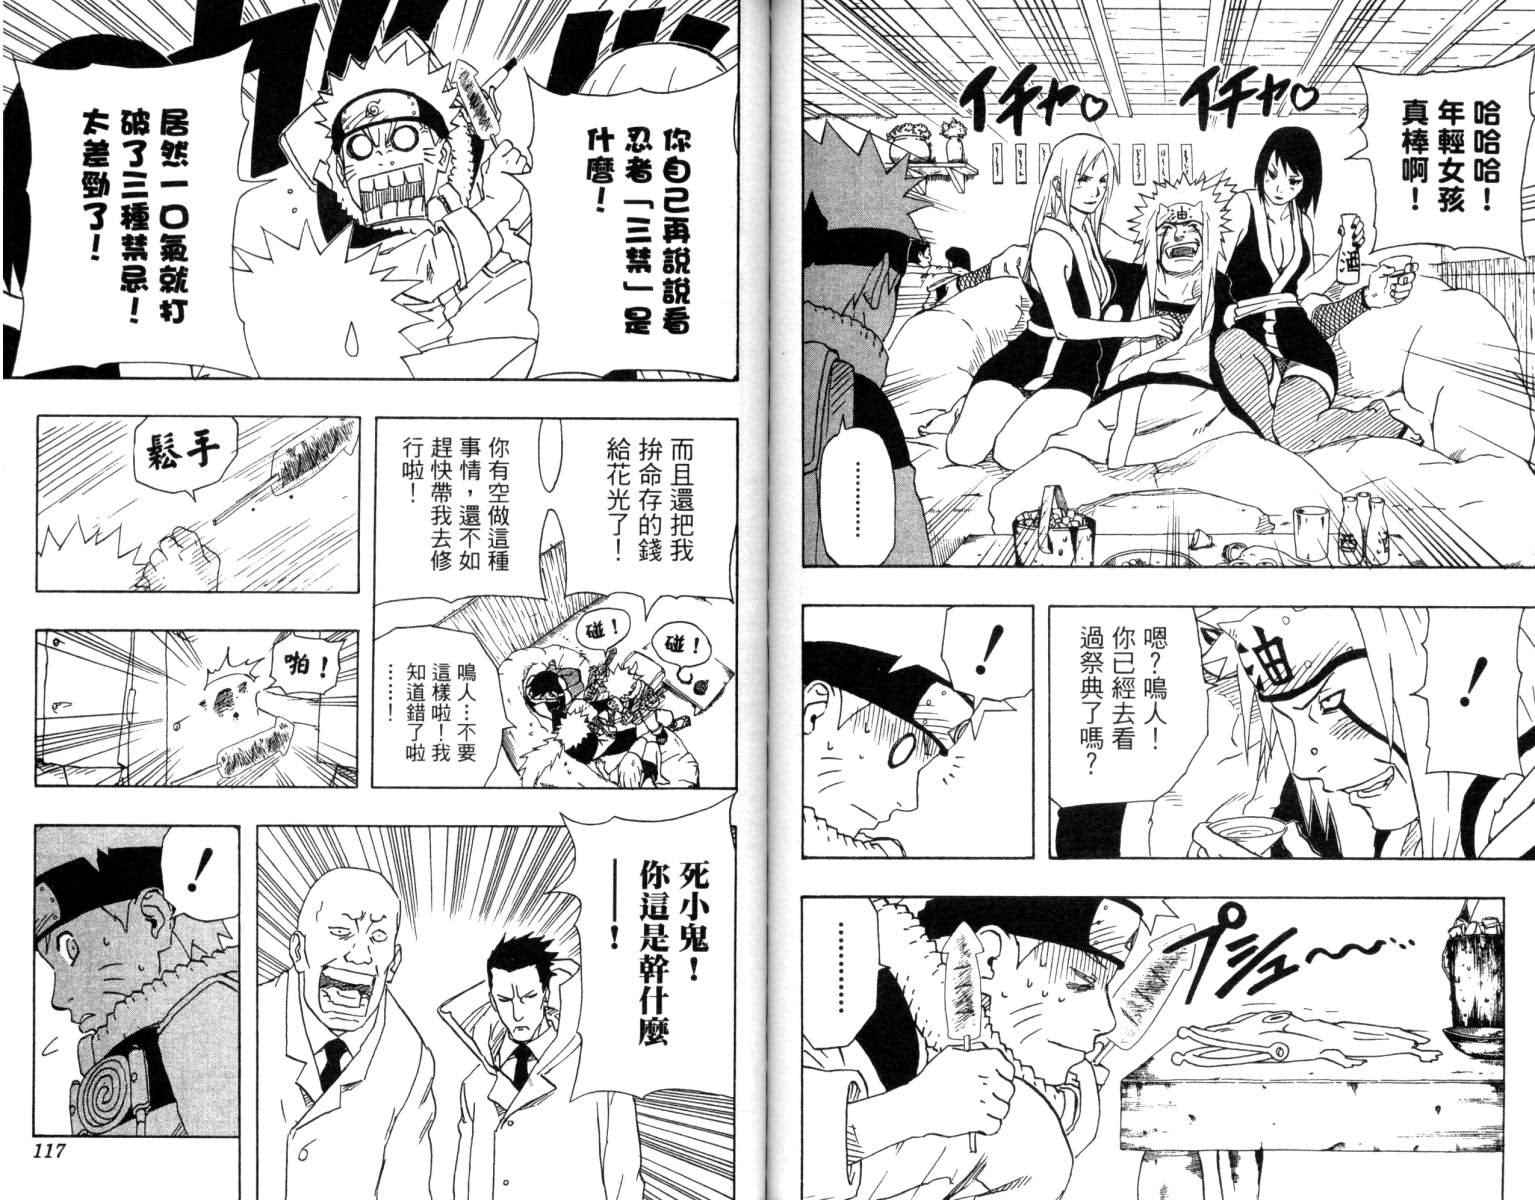 哈哈哈！
年輕女孩
真棒啊！
イチャ♡
イチャ♡
油
油
………
！
油
嗯？鳴人！
你已經去看
過祭典了嗎？
！
酒
プシュ〜〜…
…………
你自己再說說看
忍者「三禁」是
什麼！
居然一口氣就打
破了三種禁忌！
太差勁了！
而且還把我
拚命存的錢
給花光了！
你有空做這種
事情，還不如
趕快帶我去修
行啦！
碰！
碰！
鳴人…不要
這樣啦！我
知道錯了啦
……！
鬆手
啪！
死小鬼！
你這是幹什麼
——！
！
117